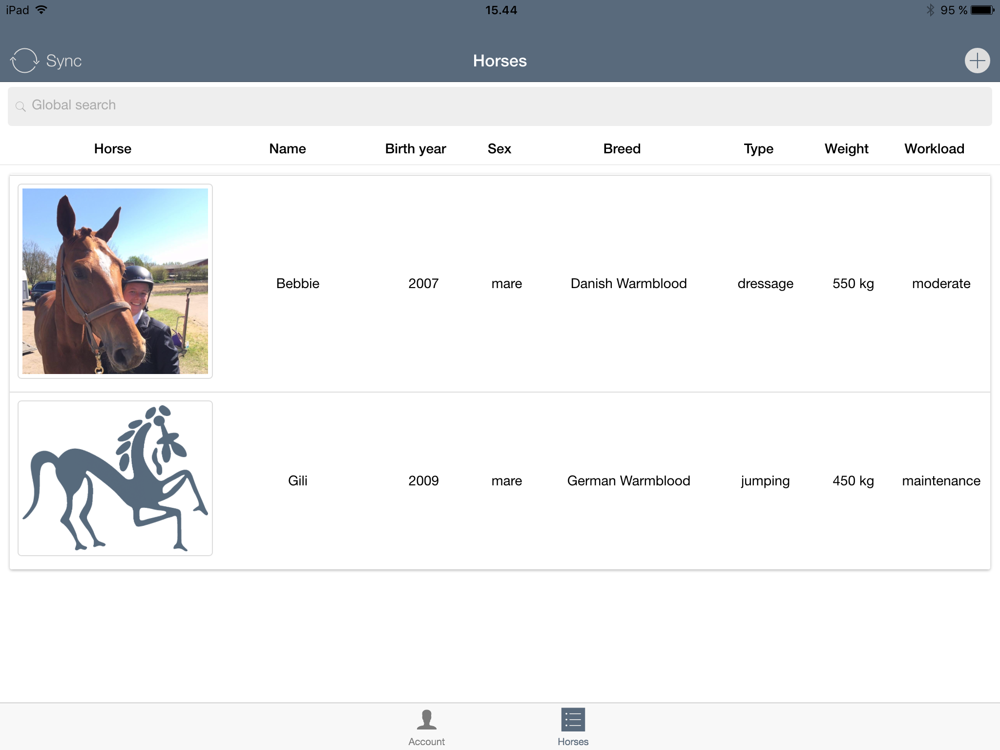 iPad 15.44 95 %
Sync Horses
Global search
Horse Name Birth year Sex Breed Type Weight Workload
Bebbie 2007 mare Danish Warmblood dressage 550 kg moderate
Gili 2009 mare German Warmblood jumping 450 kg maintenance
Account Horses